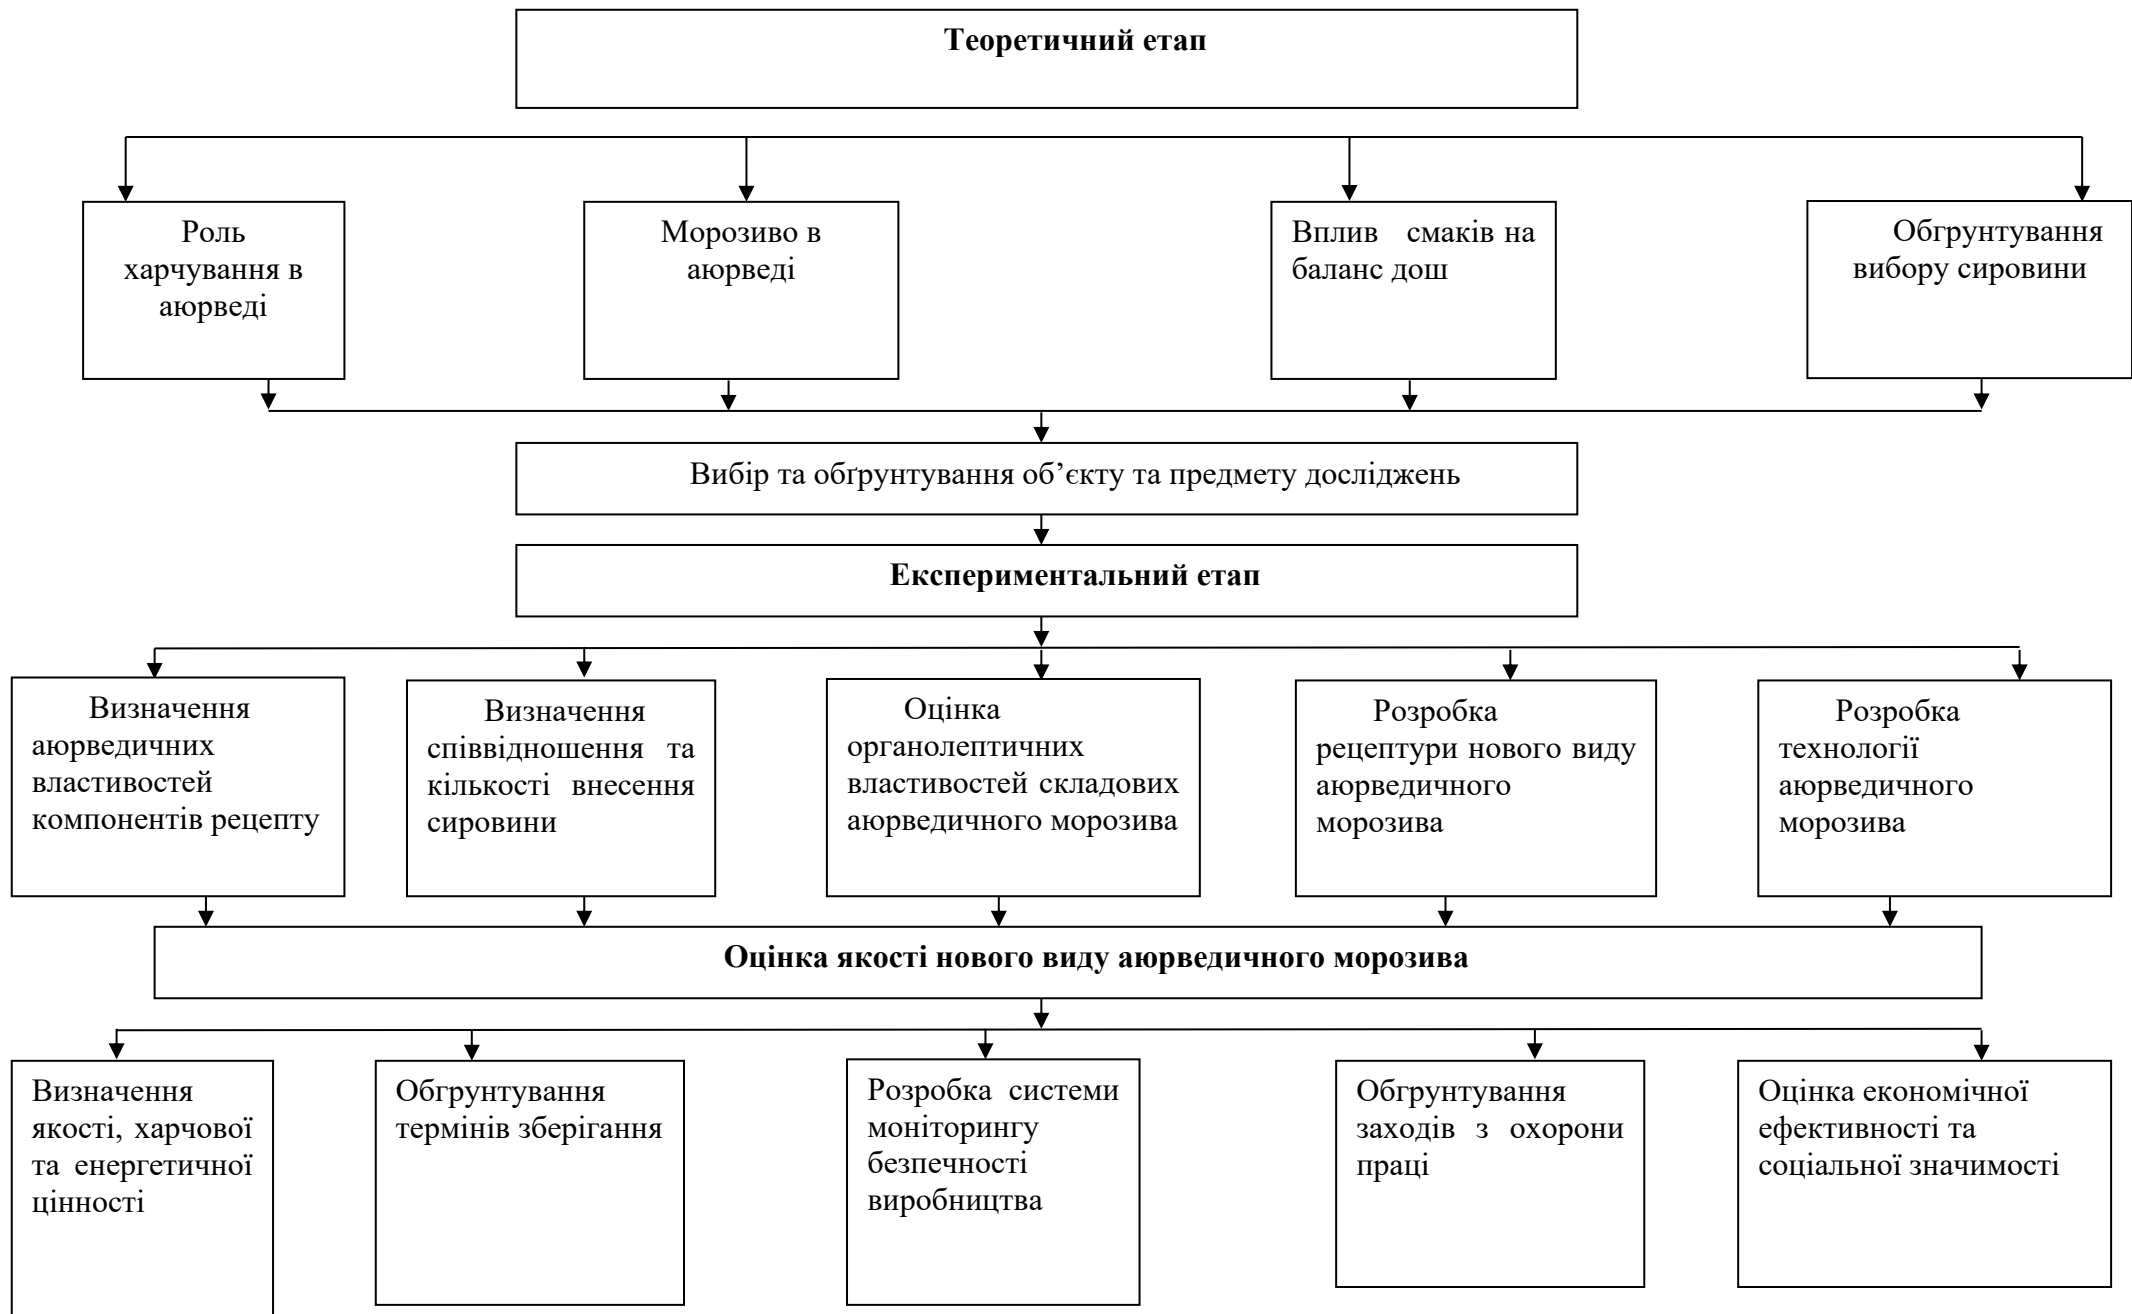 Теоретичний етап
Роль
харчування в
аюрведі
Морозиво в
аюрведі
Вплив смаків на
баланс дош
Обгрунтування
вибору сировини
Вибір та обґрунтування об’єкту та предмету досліджень
Експериментальний етап
Визначення
аюрведичних
властивостей
компонентів рецепту
Визначення
співвідношення та
кількості внесення
сировини
Оцінка
органолептичних
властивостей складових
аюрведичного морозива
Розробка
рецептури нового виду
аюрведичного
морозива
Розробка
технології
аюрведичного
морозива
Оцінка якості нового виду аюрведичного морозива
Визначення
якості, харчової
та енергетичної
цінності
Обгрунтування
термінів зберігання
Розробка системи
моніторингу
безпечності
виробництва
Обгрунтування
заходів з охорони
праці
Оцінка економічної
ефективності та
соціальної значимості